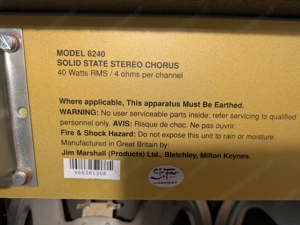 MODEL 8240
SOLID STATE STEREO CHORUS
40 Watts RMS / 4 ohms per channel
Where applicable, This apparatus Must Be Earthed.
WARNING: No user serviceable parts inside; refer servicing to qualified
personnel only. AVIS: Risque de choc. Ne pas ouvrir.
Fire & Shock Hazard: Do not expose this unit to rain or moisture.
Manufactured in Great Britain by:
Jim Marshall (Products) Ltd., Bletchley, Milton Keynes.